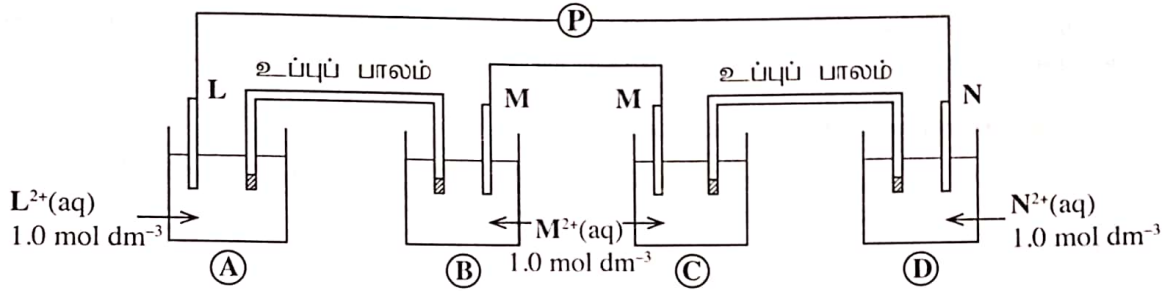 P
உப்புப் பாலம்
உப்புப் பாலம்
L
M
M
N
L²⁺(aq)
1.0 mol dm⁻³
M²⁺(aq)
1.0 mol dm⁻³
N²⁺(aq)
1.0 mol dm⁻³
A
B
C
D